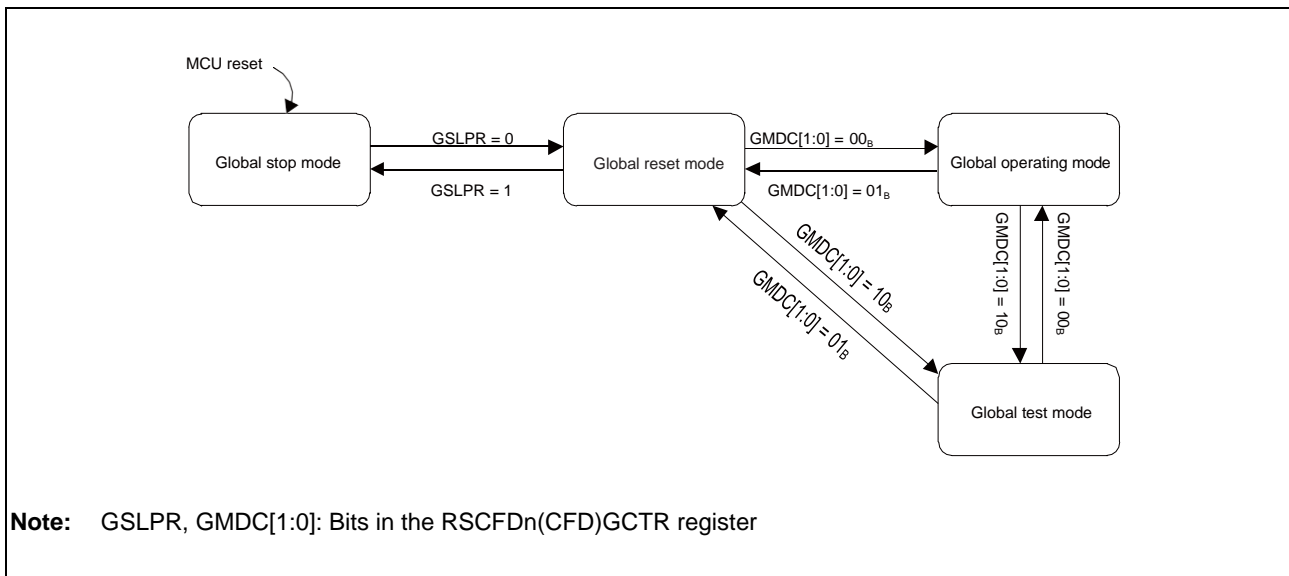 MCU reset
Global stop mode
GSLPR = 0
GSLPR = 1
Global reset mode
GMDC[1:0] = 00B
GMDC[1:0] = 01B
Global operating mode
GMDC[1:0] = 10B
GMDC[1:0] = 01B
GMDC[1:0] = 10B
GMDC[1:0] = 00B
Global test mode
Note: GSLPR, GMDC[1:0]: Bits in the RSCFDn(CFD)GCTR register